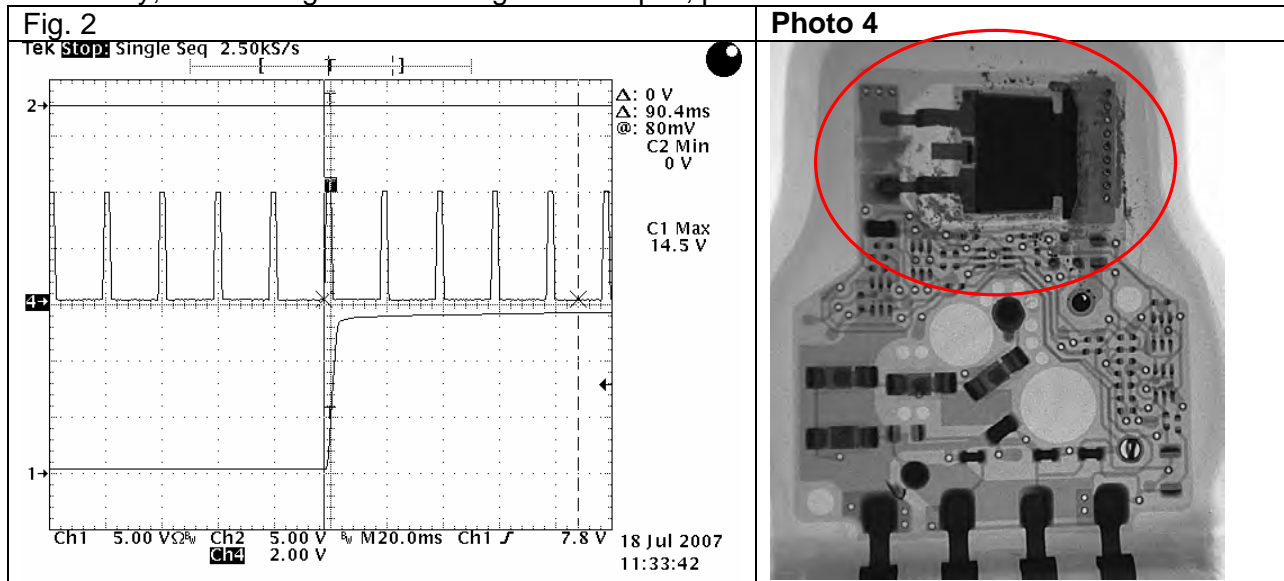 Fig. 2
Photo 4
Tek Stop: Single Seq 2.50kS/s
[ T ]
2→
Δ: 0 V
Δ: 90.4ms
@: 80mV
C2 Min
0 V
T
C1 Max
14.5 V
4→
1→
Ch1 5.00 VΩBw Ch2 5.00 V Bw M20.0ms Ch1 ʃ 7.8 V
Ch4 2.00 V
18 Jul 2007
11:33:42